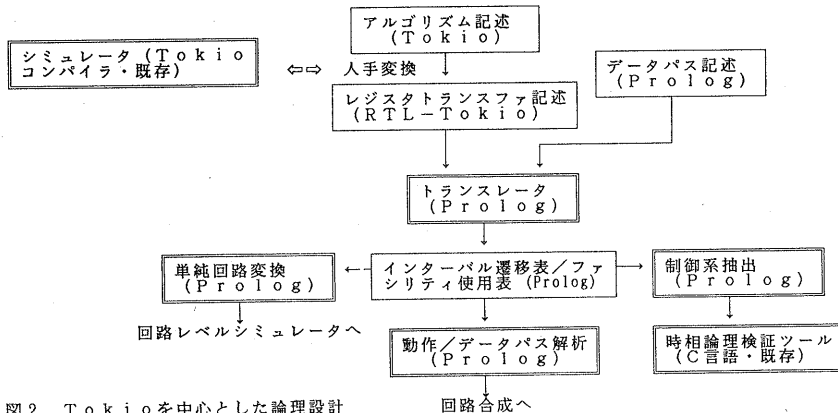 アルゴリズム記述
(Tokio)
シミュレータ (Tokio
コンパイラ・既存)
⇦⇨ 人手変換
データパス記述
(Prolog)
レジスタトランスファ記述
(RTL-Tokio)
トランスレータ
(Prolog)
単純回路変換
(Prolog)
インターバル遷移表/ファ
シリティ使用表 (Prolog)
制御系抽出
(Prolog)
回路レベルシミュレータへ
動作/データパス解析
(Prolog)
時相論理検証ツール
(C言語・既存)
回路合成へ
図2 Tokioを中心とした論理設計